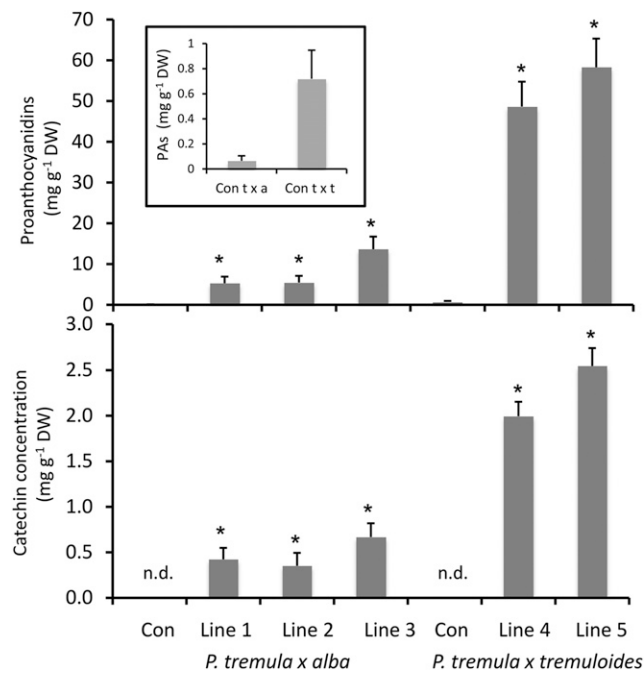 70
60
50
40
30
20
10
0
Proanthocyanidins
(mg g⁻¹ DW)
1
0.8
0.6
0.4
0.2
0
PAs (mg g⁻¹ DW)
Con t x a Con t x t
* * * * *
3.0
2.5
2.0
1.5
1.0
0.5
0.0
Catechin concentration
(mg g⁻¹ DW)
n.d. * * * n.d. * *
Con Line 1 Line 2 Line 3 Con Line 4 Line 5
P. tremula x alba P. tremula x tremuloides